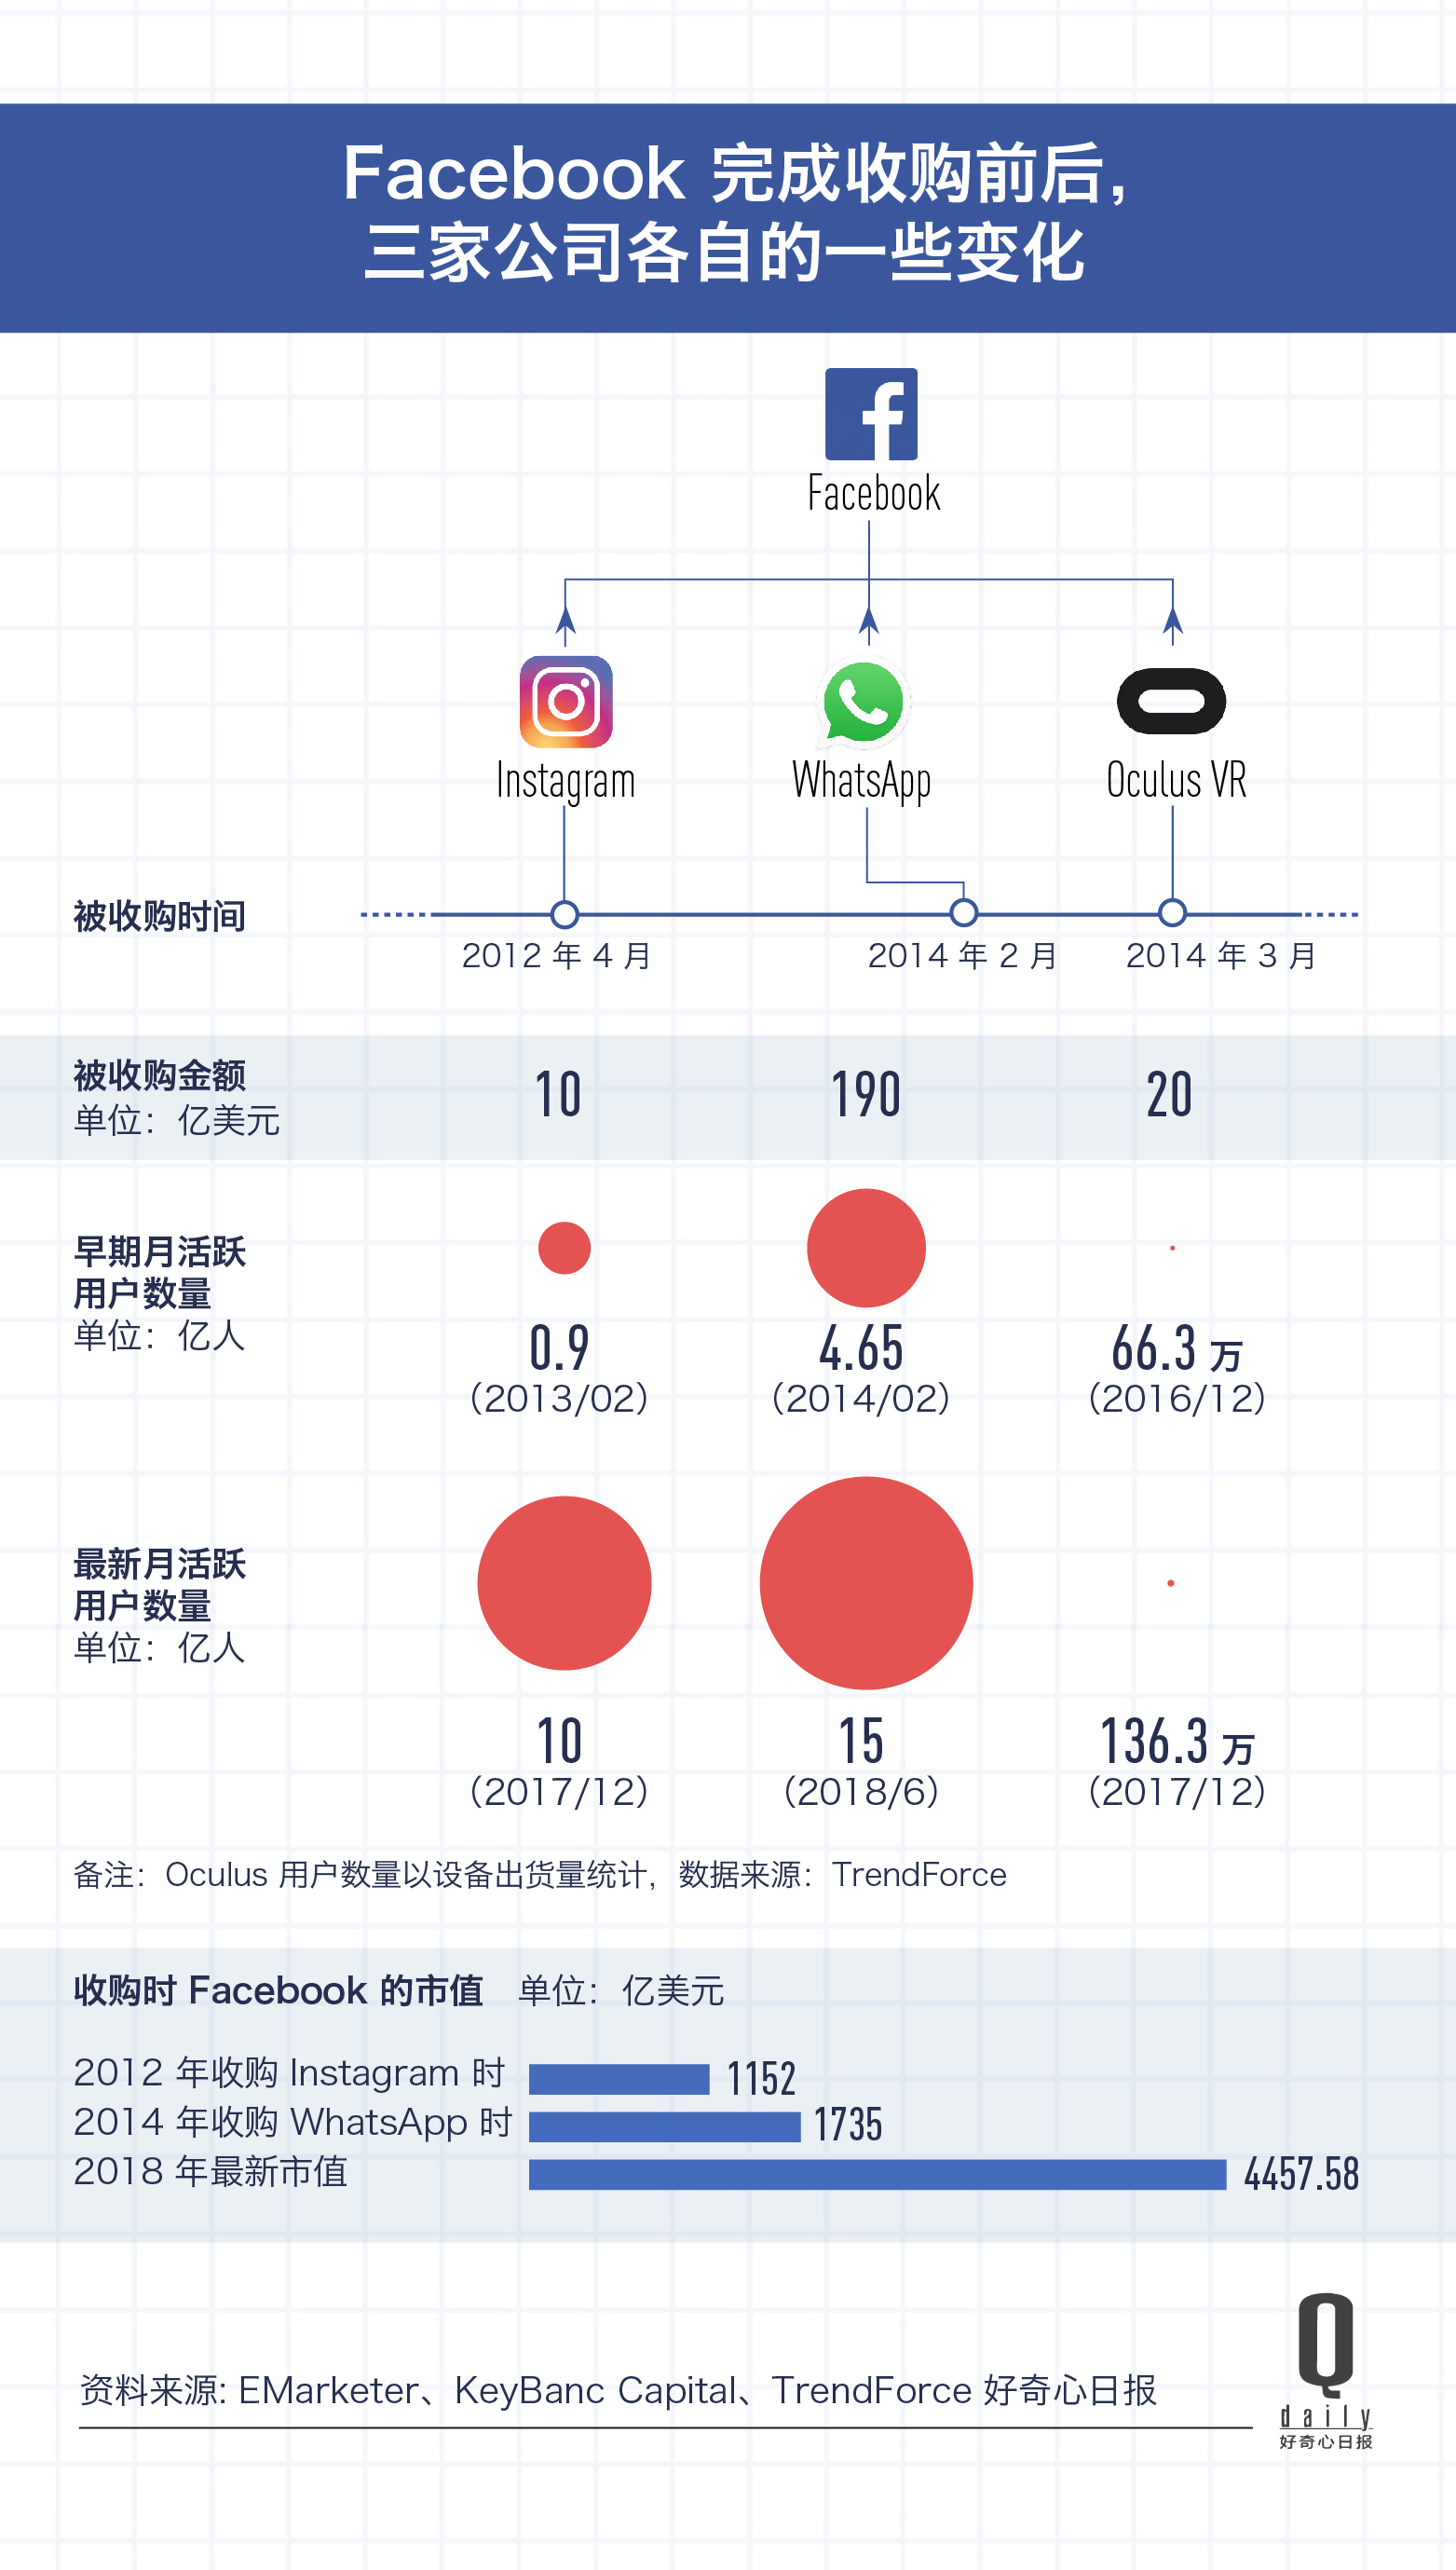 Facebook 完成收购前后,
三家公司各自的一些变化
Facebook
Instagram
WhatsApp
Oculus VR
被收购时间
2012 年 4 月
2014 年 2 月
2014 年 3 月
被收购金额
单位：亿美元
10
190
20
早期月活跃
用户数量
单位：亿人
0.9
(2013/02)
4.65
(2014/02)
66.3 万
(2016/12)
最新月活跃
用户数量
单位：亿人
10
(2017/12)
15
(2018/6)
136.3 万
(2017/12)
备注：Oculus 用户数量以设备出货量统计，数据来源：TrendForce
收购时 Facebook 的市值 单位：亿美元
2012 年收购 Instagram 时 1152
2014 年收购 WhatsApp 时 1735
2018 年最新市值 4457.58
资料来源: EMarketer、KeyBanc Capital、TrendForce 好奇心日报
Q
daily
好奇心日报